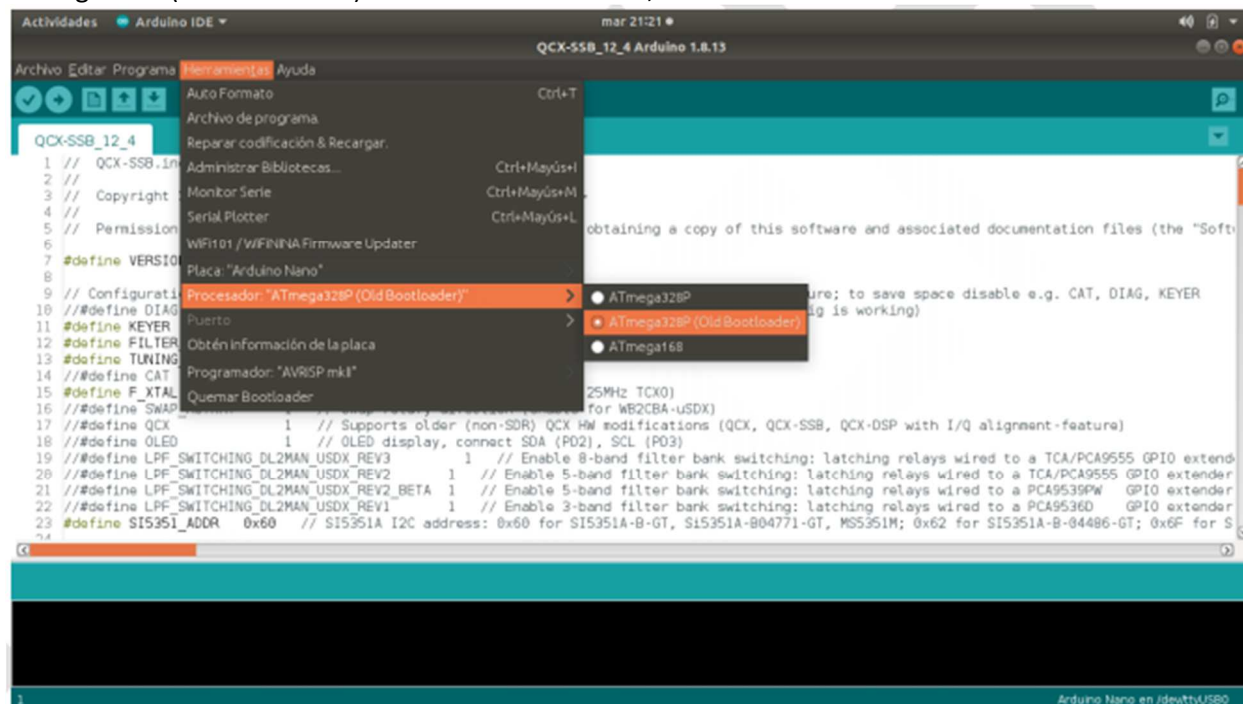 Actividades Arduino IDE mar 21:21
QCX-SSB_12_4 Arduino 1.8.13
Archivo Editar Programa Herramientas Ayuda
QCX-SSB_12_4
Auto Formato Ctrl+T
Archivo de programa.
Reparar codificación & Recargar.
Administrar Bibliotecas... Ctrl+Mayús+I
Monitor Serie Ctrl+Mayús+M
Serial Plotter Ctrl+Mayús+L
WiFi101 / WiFiNINA Firmware Updater
Placa: "Arduino Nano"
Procesador: "ATmega328P (Old Bootloader)"
Puerto
Obtén información de la placa
Programador: "AVRISP mkII"
Quemar Bootloader
ATmega328P
ATmega328P (Old Bootloader)
ATmega168
1 // QCX-SSB.in
2 //
3 // Copyright
4 //
5 // Permission obtaining a copy of this software and associated documentation files (the "Soft
6
7 #define VERSIO
8
9 // Configurati ure; to save space disable e.g. CAT, DIAG, KEYER
10 //#define DIAG ig is working)
11 #define KEYER
12 #define FILTER
13 #define TUNING
14 //#define CAT
15 #define F_XTAL 25MHz TCXO)
16 //#define SWAP for WB2CBA-uSDX)
17 //#define QCX 1 // Supports older (non-SDR) QCX HW modifications (QCX, QCX-SSB, QCX-DSP with I/Q alignment-feature)
18 //#define OLED 1 // OLED display, connect SDA (PD2), SCL (PD3)
19 //#define LPF_SWITCHING_DL2MAN_USDX_REV3 1 // Enable 8-band filter bank switching: latching relays wired to a TCA/PCA9555 GPIO extend
20 //#define LPF_SWITCHING_DL2MAN_USDX_REV2 1 // Enable 5-band filter bank switching: latching relays wired to a TCA/PCA9555 GPIO extender
21 //#define LPF_SWITCHING_DL2MAN_USDX_REV2_BETA 1 // Enable 5-band filter bank switching: latching relays wired to a PCA9539PW GPIO extender
22 //#define LPF_SWITCHING_DL2MAN_USDX_REV1 1 // Enable 3-band filter bank switching: latching relays wired to a PCA9536D GPIO extender
23 #define SI5351_ADDR 0x60 // SI5351A I2C address: 0x60 for SI5351A-B-GT, Si5351A-B04771-GT, MS5351M; 0x62 for SI5351A-B-04486-GT; 0x6F for S
24
1 Arduino Nano en /dev/ttyUSB0